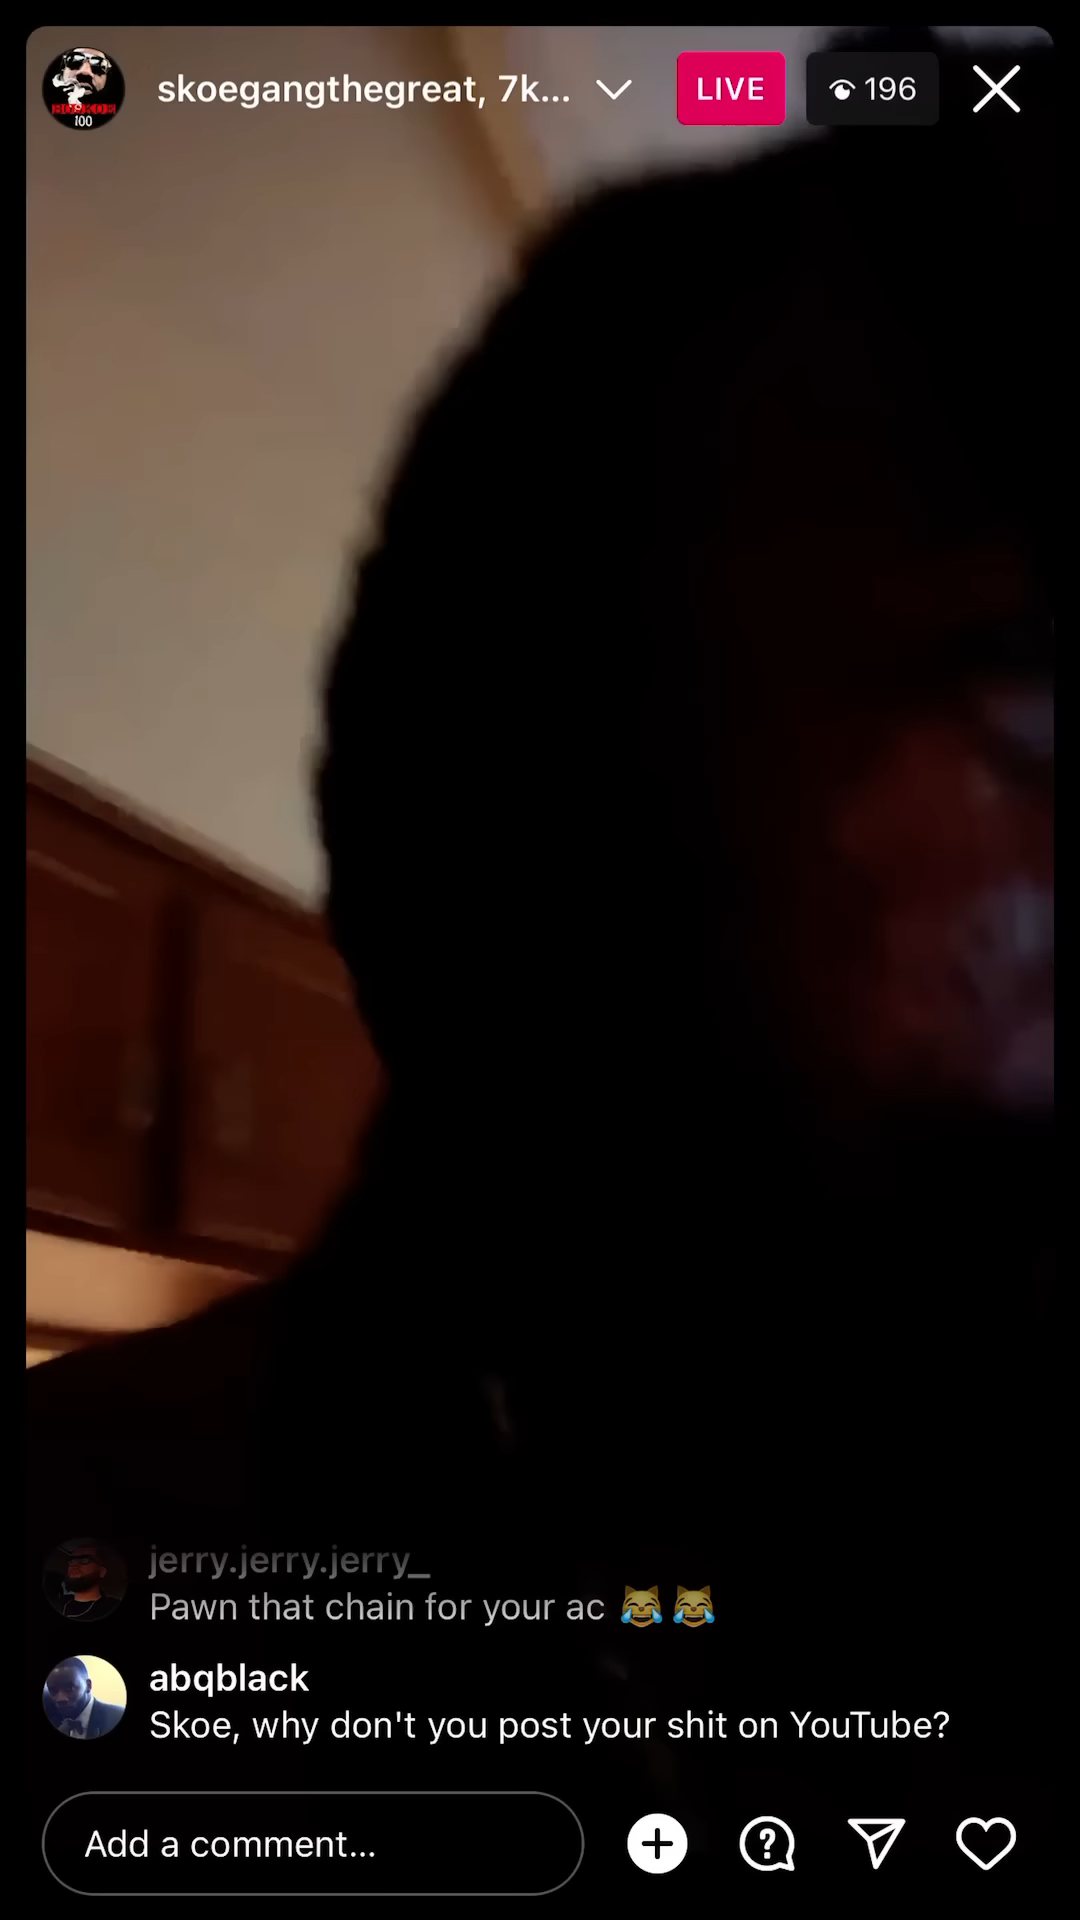 skoegangthegreat, 7k...
LIVE
196
100
jerry.jerry.jerry_
Pawn that chain for your ac 😹😹
abqblack
Skoe, why don't you post your shit on YouTube?
Add a comment...